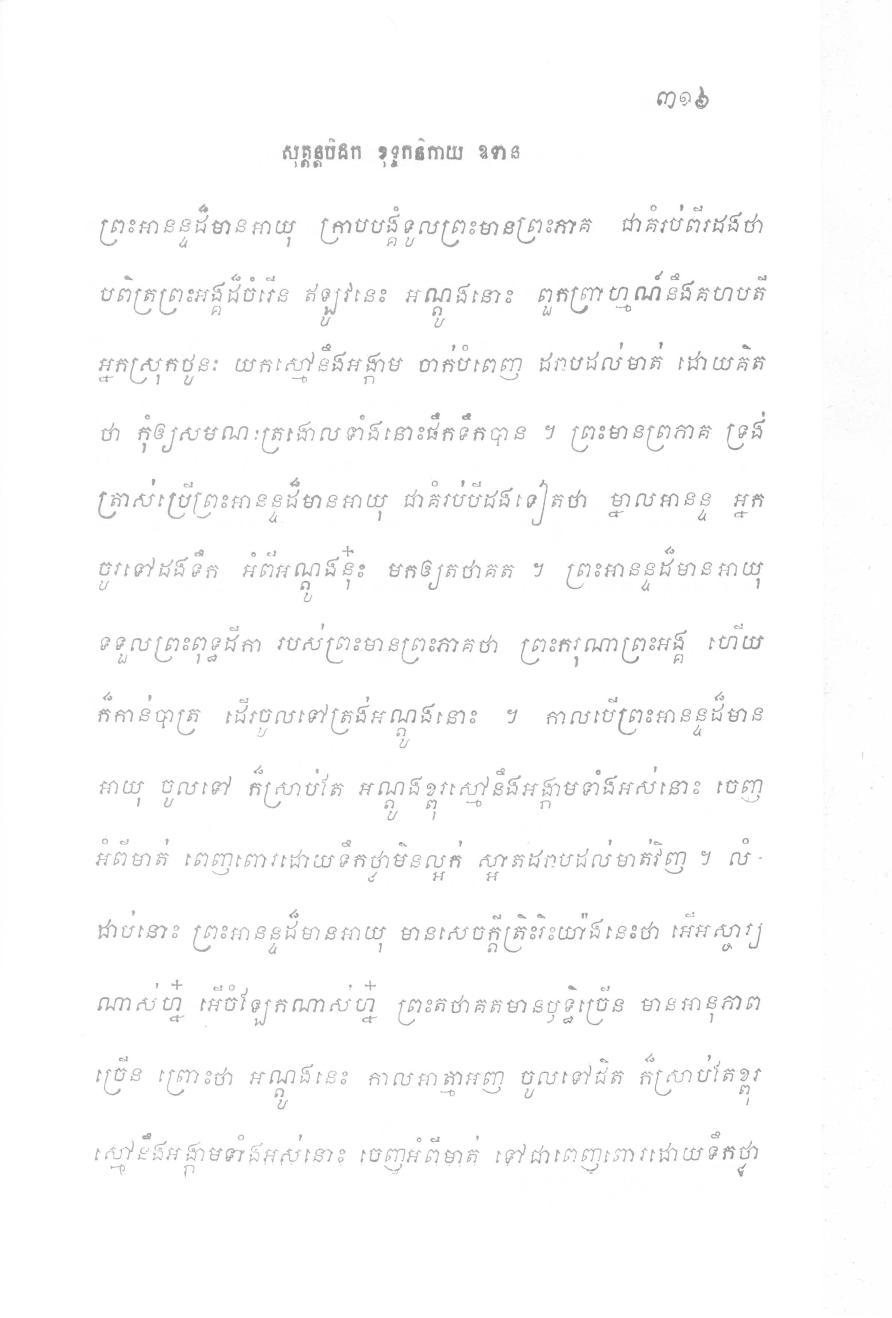 ៣១៦
សុត្តន្តបិដក ខុទ្ទកនិកាយ ឧទាន
ព្រះអានន្ទដ៏មានអាយុ ក្រាបបង្គំទូលព្រះមានព្រះភាគ ជាគំរប់ពីរដងថា
បពិត្រព្រះអង្គដ៏ចំរើន ឥឡូវនេះ អណ្តូងនោះ ពួកព្រាហ្មណ៍នឹងគហបតី
អ្នកស្រុកថូនៈ យកស្មៅនឹងអង្កាម ចាក់បំពេញ ដរាបដល់មាត់ ដោយគិត
ថា កុំឲ្យសមណៈត្រងោលទាំងនោះផឹកទឹកបាន ។ ព្រះមានព្រភាគ ទ្រង់
ត្រាស់ប្រើព្រះអានន្ទដ៏មានអាយុ ជាគំរប់បីដងទៀតថា ម្នាលអានន្ទ អ្នក
ចូរទៅដងទឹក អំពីអណ្តូងនុ៎ះ មកឲ្យតថាគត ។ ព្រះអានន្ទដ៏មានអាយុ
ទទួលព្រះពុទ្ធដីកា របស់ព្រះមានព្រះភាគថា ព្រះករុណាព្រះអង្គ ហើយ
ក៏កាន់បាត្រ ដើរចូលទៅត្រង់អណ្តូងនោះ ។ កាលបើព្រះអានន្ទដ៏មាន
អាយុ ចូលទៅ ក៏ស្រាប់តែ អណ្តូងខ្ពុរស្មៅនឹងអង្កាមទាំងអស់នោះ ចេញ
អំពីមាត់ ពេញពោរដោយទឹកថ្វាមិនល្អក់ ស្អាតដរាបដល់មាត់វិញ ។ លំ-
ដាប់នោះ ព្រះអានន្ទដ៏មានអាយុ មានសេចក្តីត្រិះរិះយ៉ាងនេះថា អើអស្ចារ្យ
ណាស់ហ្ន៎ អើចំឡែកណាស់ហ្ន៎ ព្រះតថាគតមានឫទ្ធិច្រើន មានអានុភាព
ច្រើន ព្រោះថា អណ្តូងនេះ កាលអាត្មាអញ ចូលទៅជិត ក៏ស្រាប់តែខ្ពុរ
ស្មៅនឹងអង្កាមទាំងអស់នោះ ចេញអំពីមាត់ ទៅជាពេញពោរដោយទឹកថ្វា